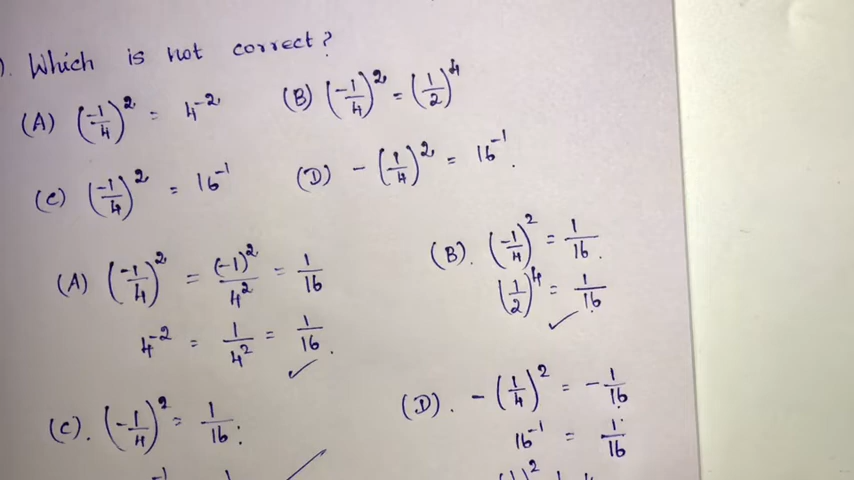 ). Which is not correct?
(A) (-1/4)^2 = 4^-2 (B) (-1/4)^2 = (1/2)^4
(C) (-1/4)^2 = 16^-1 (D) -(1/4)^2 = 16^-1.
(A) (-1/4)^2 = (-1)^2/4^2 = 1/16
4^-2 = 1/4^2 = 1/16. ✓
(B). (-1/4)^2 = 1/16.
(1/2)^4 = 1/16 ✓
(C). (-1/4)^2 = 1/16.
(D). -(1/4)^2 = -1/16
16^-1 = 1/16